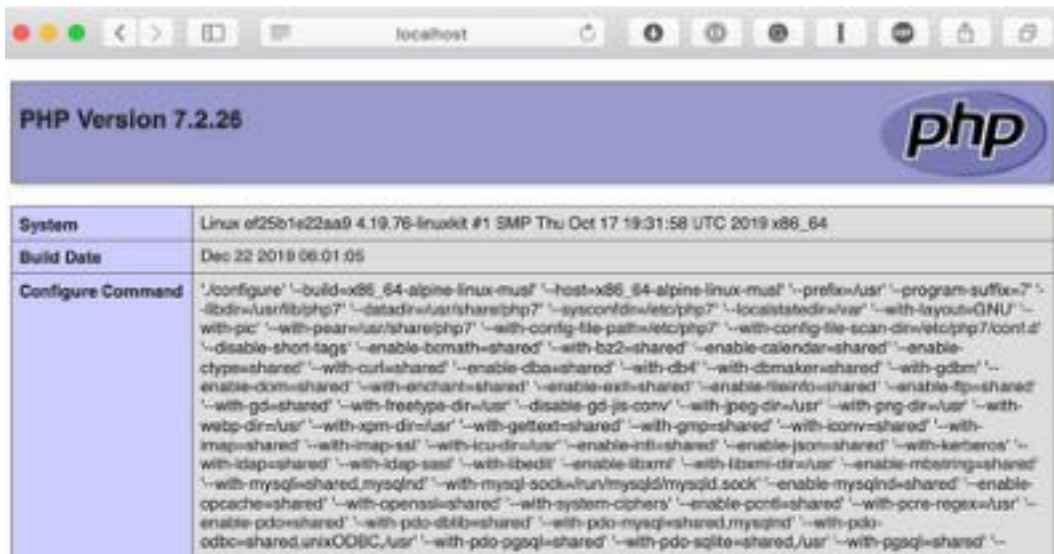 localhost
PHP Version 7.2.26
php
System
Linux ef25b1e22aa9 4.19.76-linuxkit #1 SMP Thu Oct 17 19:31:58 UTC 2019 x86_64
Build Date
Dec 22 2019 06:01:05
Configure Command
'./configure' '--build=x86_64-alpine-linux-musl' '--host=x86_64-alpine-linux-musl' '--prefix=/usr' '--program-suffix=7' '-
-libdir=/usr/lib/php7' '--datadir=/usr/share/php7' '--sysconfdir=/etc/php7' '--localstatedir=/var' '--with-layout=GNU' '--
with-pic' '--with-pear=/usr/share/php7' '--with-config-file-path=/etc/php7' '--with-config-file-scan-dir=/etc/php7/conf.d'
'--disable-short-tags' '--enable-bcmath=shared' '--with-bz2=shared' '--enable-calendar=shared' '--enable-
ctype=shared' '--with-curl=shared' '--enable-dba=shared' '--with-db4' '--with-dbmaker=shared' '--with-gdbm' '--
enable-dom=shared' '--with-enchant=shared' '--enable-exif=shared' '--enable-fileinfo=shared' '--enable-ftp=shared'
'--with-gd=shared' '--with-freetype-dir=/usr' '--disable-gd-jis-conv' '--with-jpeg-dir=/usr' '--with-png-dir=/usr' '--with-
webp-dir=/usr' '--with-xpm-dir=/usr' '--with-gettext=shared' '--with-gmp=shared' '--with-iconv=shared' '--with-
imap=shared' '--with-imap-ssl' '--with-icu-dir=/usr' '--enable-intl=shared' '--enable-json=shared' '--with-kerberos' '--
with-ldap=shared' '--with-ldap-sasl' '--with-libedit' '--enable-libxml' '--with-libxml-dir=/usr' '--enable-mbstring=shared'
'--with-mysqli=shared,mysqlnd' '--with-mysql-sock=/run/mysqld/mysqld.sock' '--enable-mysqlnd=shared' '--enable-
opcache=shared' '--with-openssl=shared' '--with-system-ciphers' '--enable-pcntl=shared' '--with-pcre-regex=/usr' '--
enable-pdo=shared' '--with-pdo-dblib=shared' '--with-pdo-mysql=shared,mysqlnd' '--with-pdo-
odbc=shared,unixODBC,/usr' '--with-pdo-pgsql=shared' '--with-pdo-sqlite=shared,/usr' '--with-pgsql=shared' '--